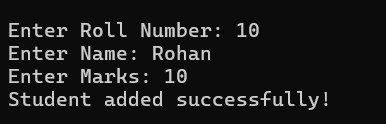 Enter Roll Number: 10
Enter Name: Rohan
Enter Marks: 10
Student added successfully!